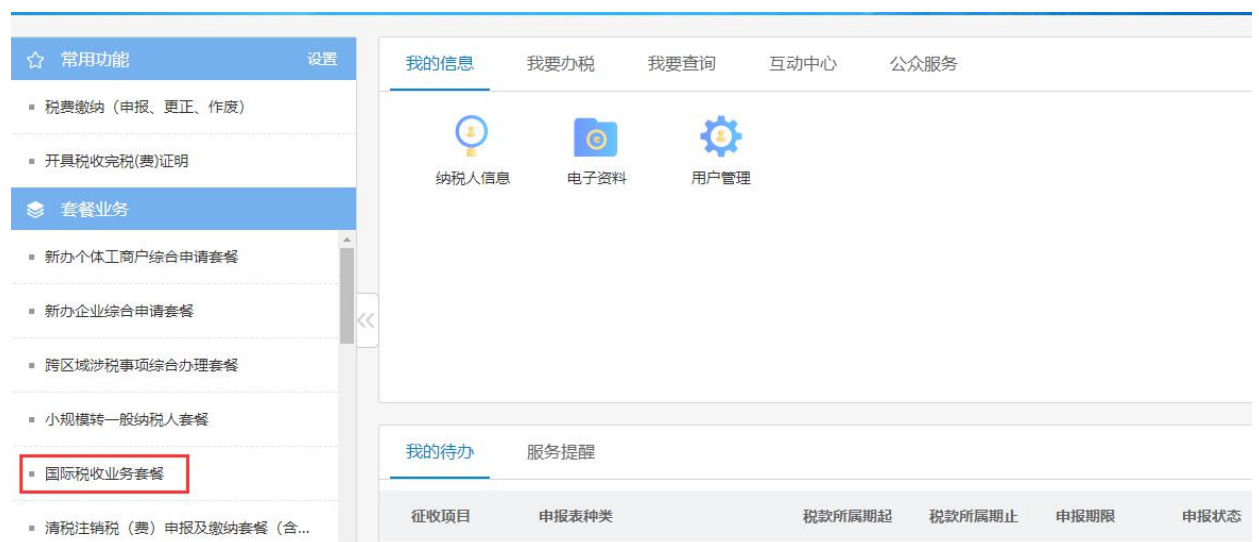 常用功能 设置
税费缴纳（申报、更正、作废）
开具税收完税(费)证明
套餐业务
新办个体工商户综合申请套餐
新办企业综合申请套餐
跨区域涉税事项综合办理套餐
小规模转一般纳税人套餐
国际税收业务套餐
清税注销税（费）申报及缴纳套餐（含...
我的信息 我要办税 我要查询 互动中心 公众服务
纳税人信息 电子资料 用户管理
我的待办 服务提醒
征收项目 申报表种类 税款所属期起 税款所属期止 申报期限 申报状态